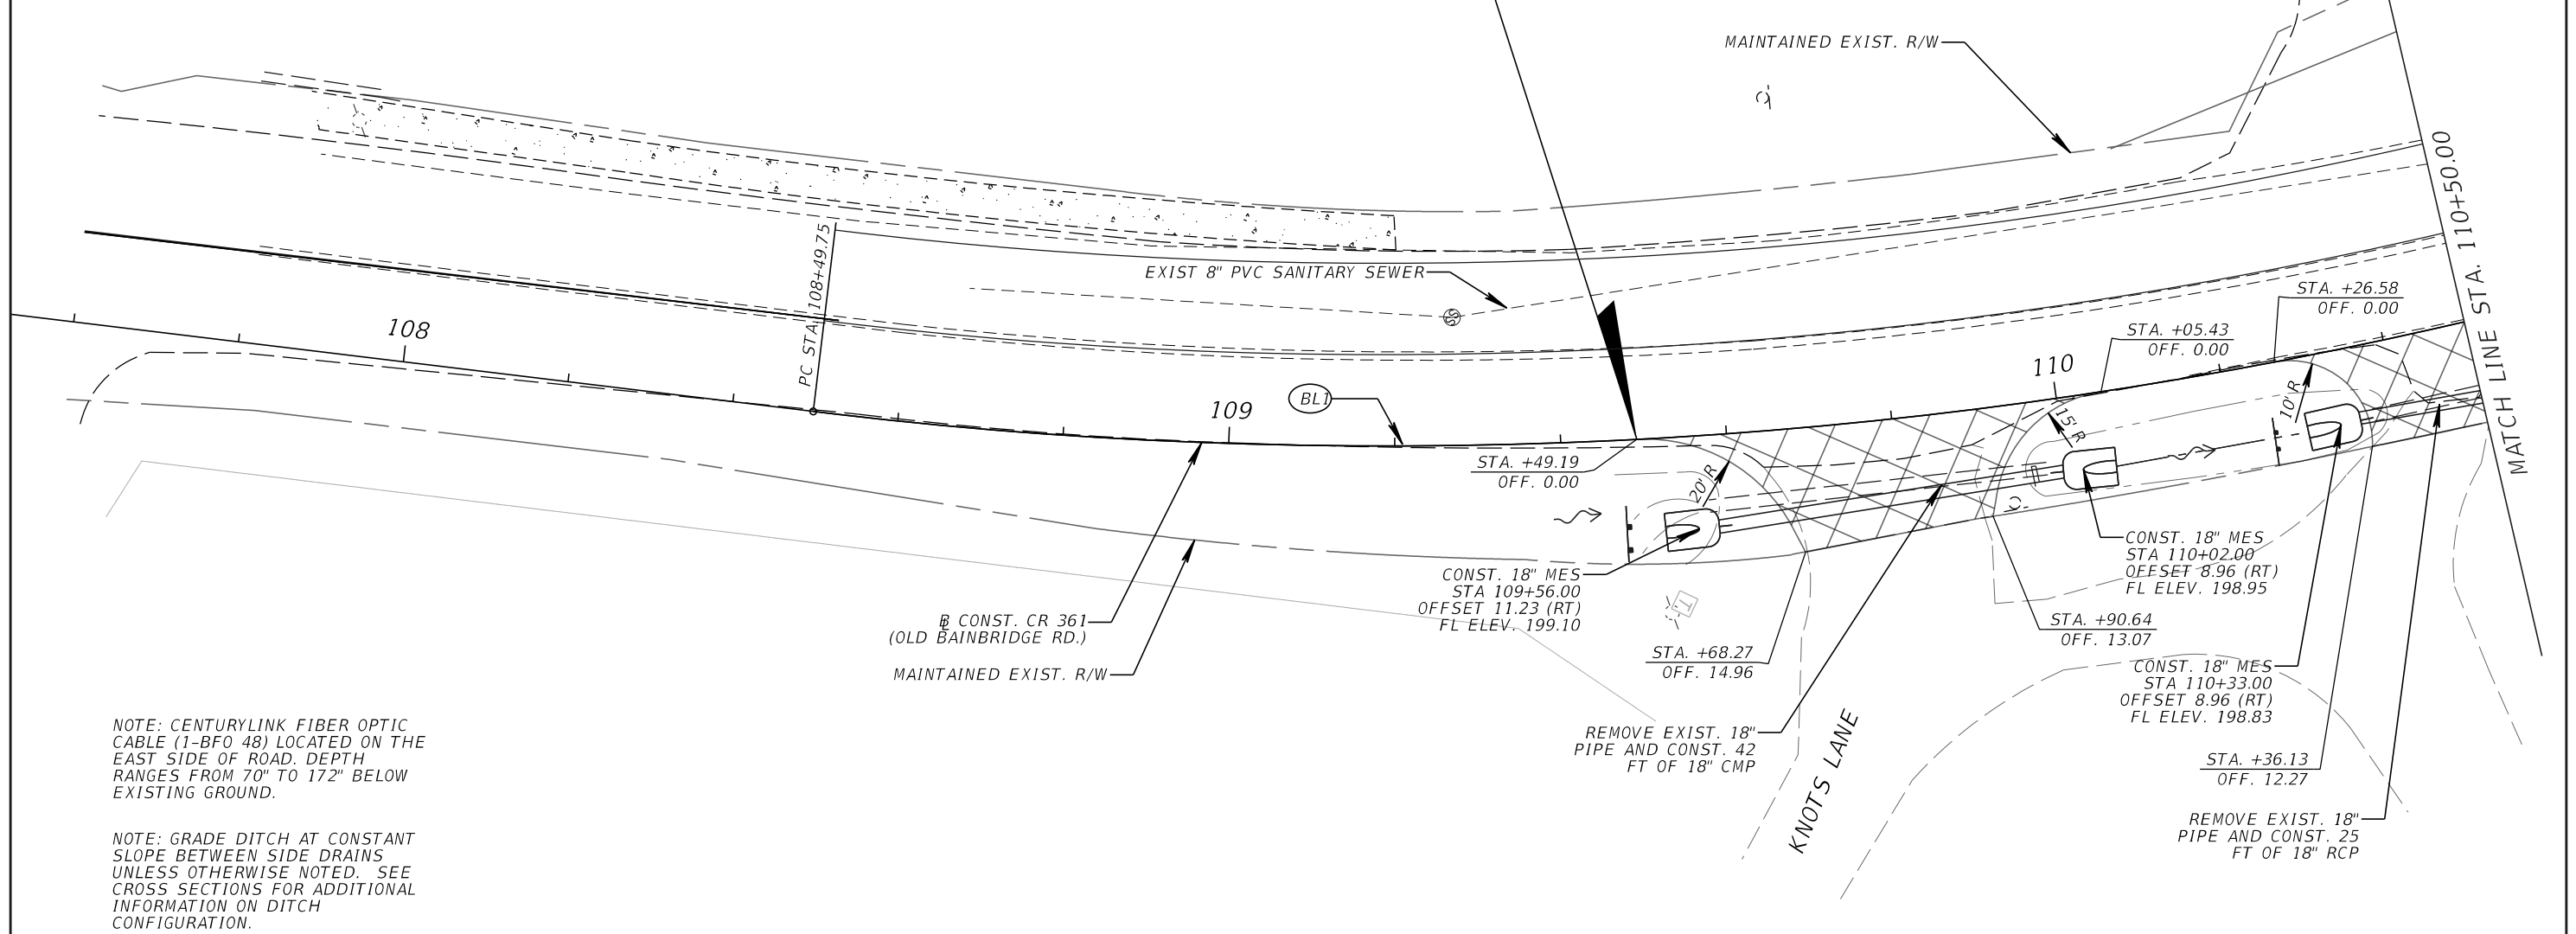 MAINTAINED EXIST. R/W
MATCH LINE STA. 110+50.00
PC STA. 108+49.75
EXIST 8" PVC SANITARY SEWER
SS
108
109
110
BL1
STA. +26.58
OFF. 0.00
STA. +05.43
OFF. 0.00
STA. +49.19
OFF. 0.00
20' R
15' R
10' R
CONST. 18" MES
STA 109+56.00
OFFSET 11.23 (RT)
FL ELEV. 199.10
CONST. 18" MES
STA 110+02.00
OFFSET 8.96 (RT)
FL ELEV. 198.95
B CONST. CR 361
(OLD BAINBRIDGE RD.)
MAINTAINED EXIST. R/W
STA. +68.27
OFF. 14.96
STA. +90.64
OFF. 13.07
CONST. 18" MES
STA 110+33.00
OFFSET 8.96 (RT)
FL ELEV. 198.83
REMOVE EXIST. 18"
PIPE AND CONST. 42
FT OF 18" CMP
KNOTS LANE
STA. +36.13
OFF. 12.27
REMOVE EXIST. 18"
PIPE AND CONST. 25
FT OF 18" RCP
NOTE: CENTURYLINK FIBER OPTIC
CABLE (1-BFO 48) LOCATED ON THE
EAST SIDE OF ROAD. DEPTH
RANGES FROM 70" TO 172" BELOW
EXISTING GROUND.
NOTE: GRADE DITCH AT CONSTANT
SLOPE BETWEEN SIDE DRAINS
UNLESS OTHERWISE NOTED. SEE
CROSS SECTIONS FOR ADDITIONAL
INFORMATION ON DITCH
CONFIGURATION.